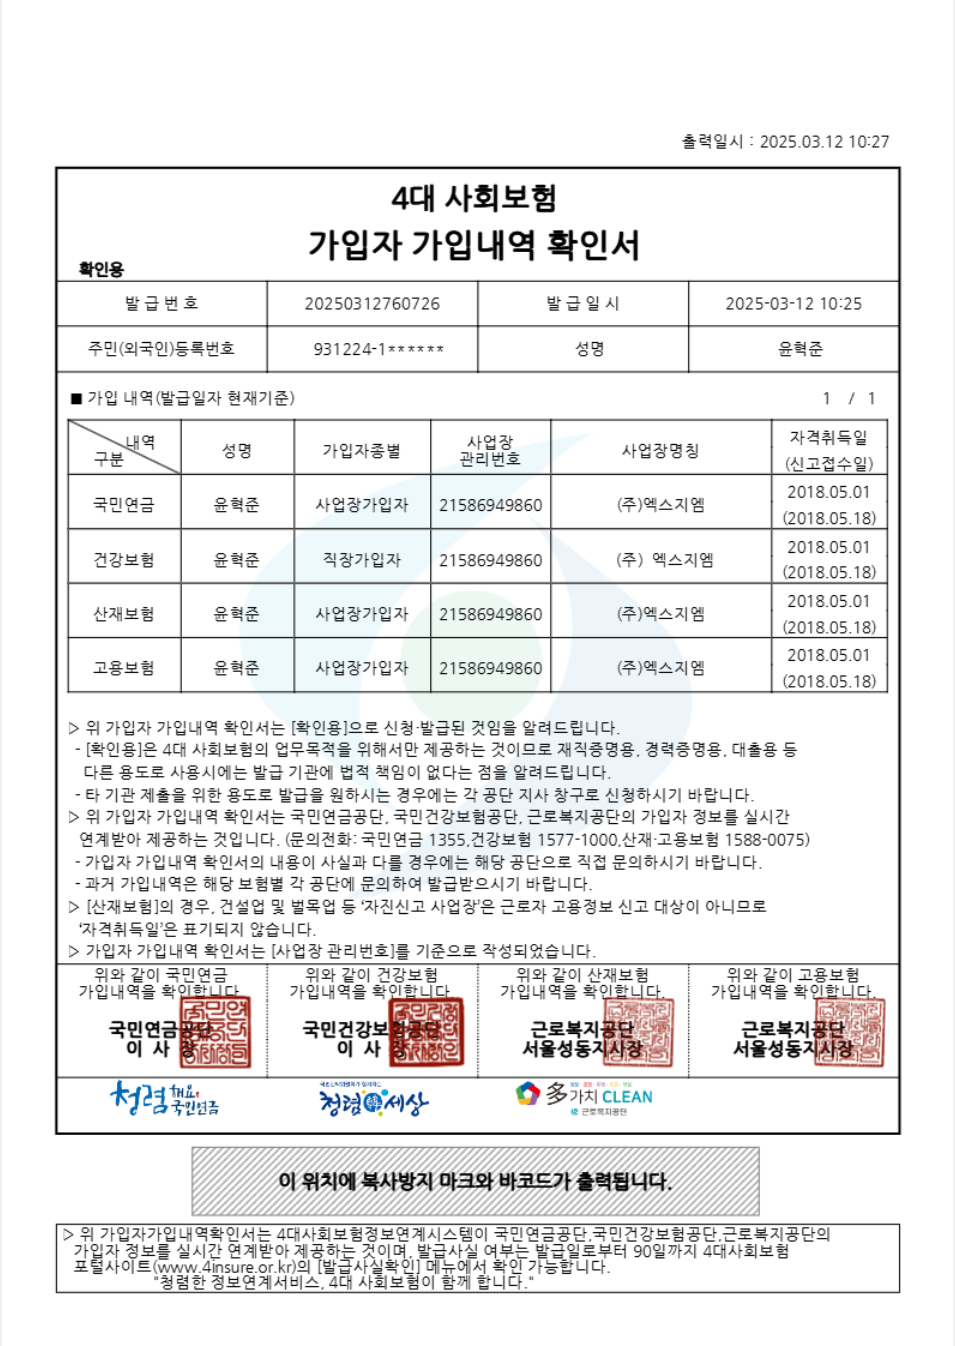 출력일시 : 2025.03.12 10:27
4대 사회보험
가입자 가입내역 확인서
확인용
발 급 번 호 20250312760726 발 급 일 시 2025-03-12 10:25
주민(외국인)등록번호 931224-1****** 성명 윤혁준
■ 가입 내역(발급일자 현재기준) 1 / 1
내역
구분
성명
가입자종별
사업장
관리번호
사업장명칭
자격취득일
(신고접수일)
국민연금 윤혁준 사업장가입자 21586949860 (주)엑스지엠 2018.05.01
(2018.05.18)
건강보험 윤혁준 직장가입자 21586949860 (주) 엑스지엠 2018.05.01
(2018.05.18)
산재보험 윤혁준 사업장가입자 21586949860 (주)엑스지엠 2018.05.01
(2018.05.18)
고용보험 윤혁준 사업장가입자 21586949860 (주)엑스지엠 2018.05.01
(2018.05.18)
▷ 위 가입자 가입내역 확인서는 [확인용]으로 신청·발급된 것임을 알려드립니다.
- [확인용]은 4대 사회보험의 업무목적을 위해서만 제공하는 것이므로 재직증명용, 경력증명용, 대출용 등
다른 용도로 사용시에는 발급 기관에 법적 책임이 없다는 점을 알려드립니다.
- 타 기관 제출을 위한 용도로 발급을 원하시는 경우에는 각 공단 지사 창구로 신청하시기 바랍니다.
▷ 위 가입자 가입내역 확인서는 국민연금공단, 국민건강보험공단, 근로복지공단의 가입자 정보를 실시간
연계받아 제공하는 것입니다. (문의전화: 국민연금 1355,건강보험 1577-1000,산재·고용보험 1588-0075)
- 가입자 가입내역 확인서의 내용이 사실과 다를 경우에는 해당 공단으로 직접 문의하시기 바랍니다.
- 과거 가입내역은 해당 보험별 각 공단에 문의하여 발급받으시기 바랍니다.
▷ [산재보험]의 경우, 건설업 및 벌목업 등 ‘자진신고 사업장’은 근로자 고용정보 신고 대상이 아니므로
‘자격취득일’은 표기되지 않습니다.
▷ 가입자 가입내역 확인서는 [사업장 관리번호]를 기준으로 작성되었습니다.
위와 같이 국민연금
가입내역을 확인합니다.
국민연금공단
이 사 장
위와 같이 건강보험
가입내역을 확인합니다.
국민건강보험공단
이 사 장
위와 같이 산재보험
가입내역을 확인합니다.
근로복지공단
서울성동지사장
위와 같이 고용보험
가입내역을 확인합니다.
근로복지공단
서울성동지사장
청렴해요.
국민연금
청렴 세상
多가치 CLEAN
근로복지공단
이 위치에 복사방지 마크와 바코드가 출력됩니다.
▷ 위 가입자가입내역확인서는 4대사회보험정보연계시스템이 국민연금공단,국민건강보험공단,근로복지공단의
가입자 정보를 실시간 연계받아 제공하는 것이며, 발급사실 여부는 발급일로부터 90일까지 4대사회보험
포털사이트(www.4insure.or.kr)의 [발급사실확인] 메뉴에서 확인 가능합니다.
"청렴한 정보연계서비스, 4대 사회보험이 함께 합니다."